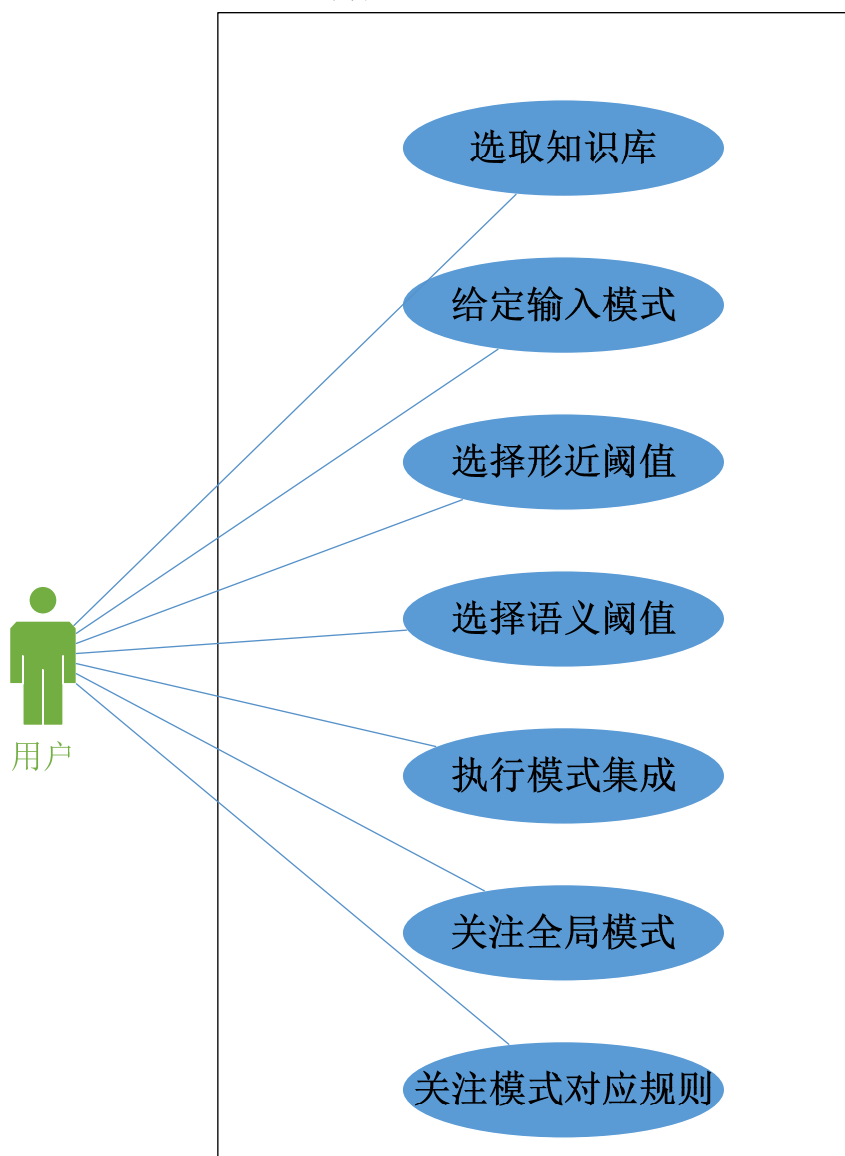 选取知识库
给定输入模式
选择形近阈值
选择语义阈值
用户
执行模式集成
关注全局模式
关注模式对应规则